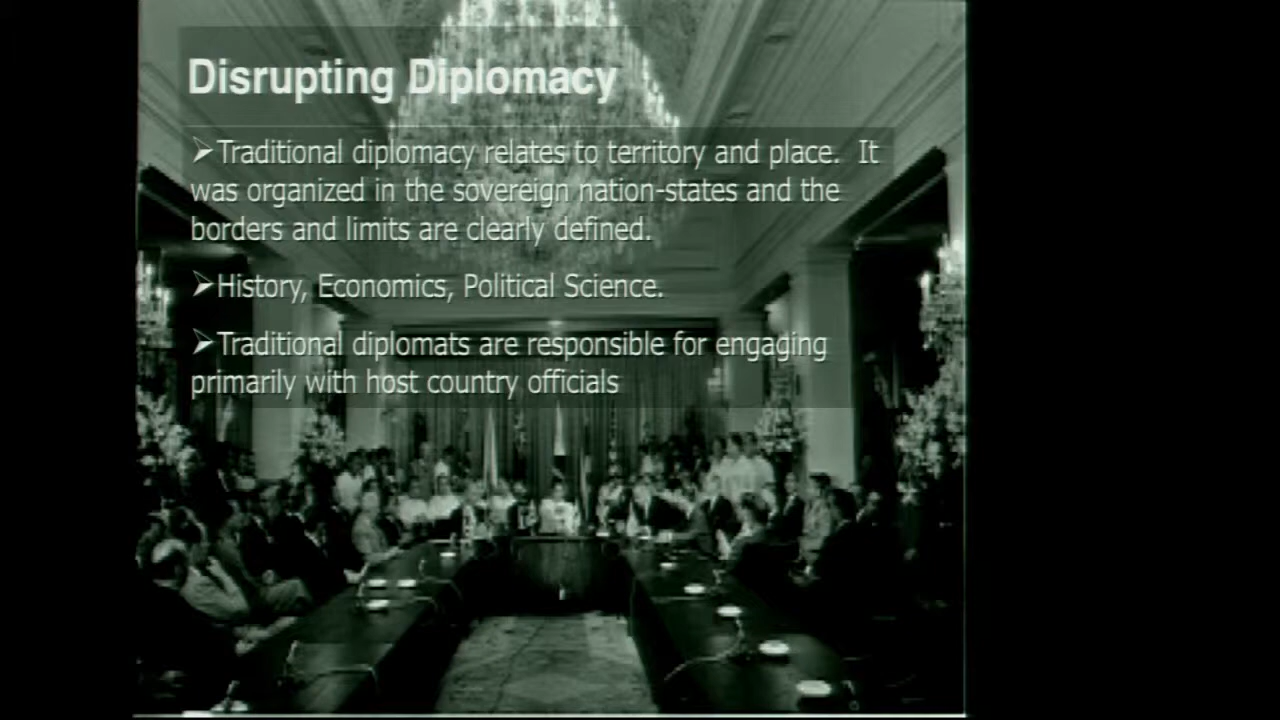 Disrupting Diplomacy
➢Traditional diplomacy relates to territory and place. It
was organized in the sovereign nation-states and the
borders and limits are clearly defined.
➢History, Economics, Political Science.
➢Traditional diplomats are responsible for engaging
primarily with host country officials